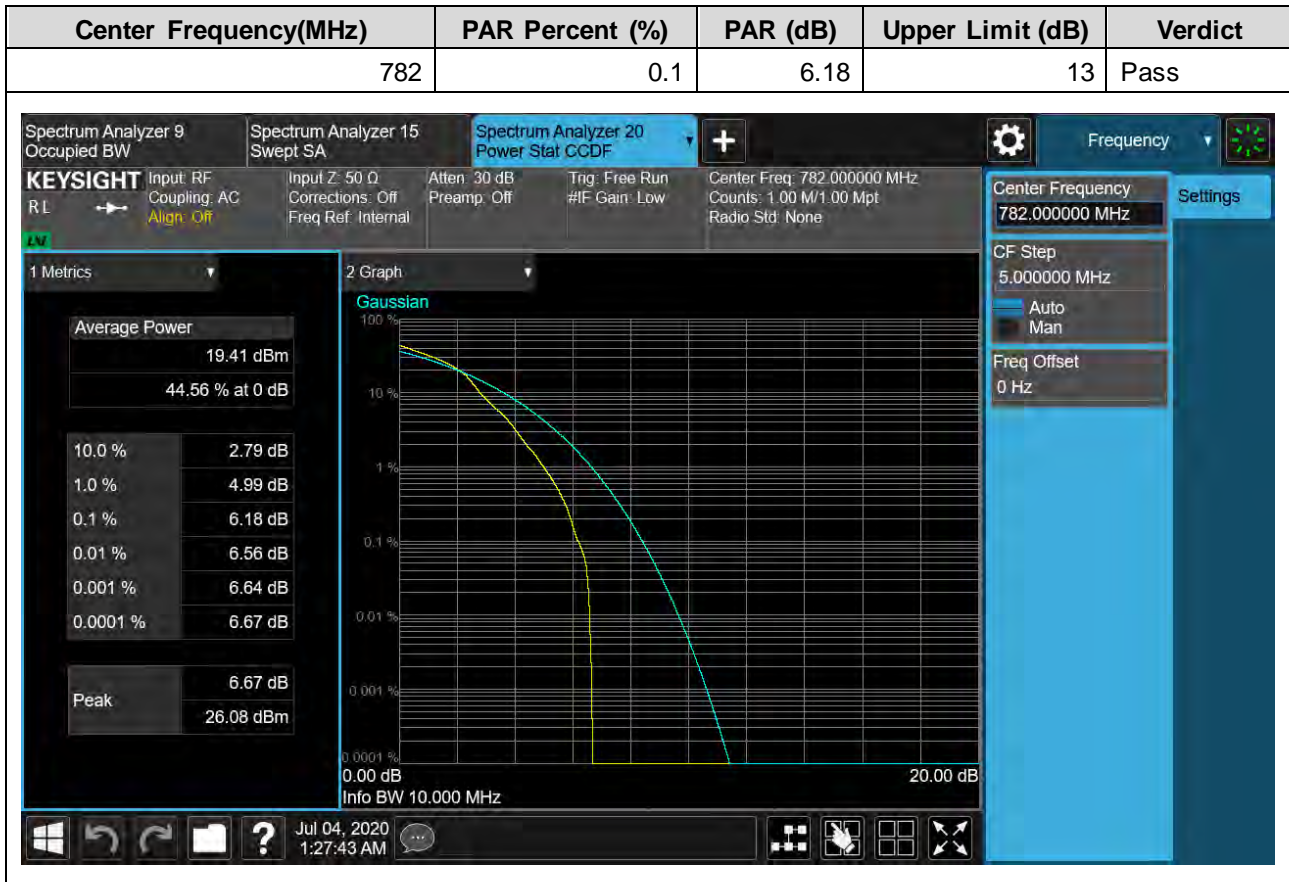 Center Frequency(MHz) PAR Percent (%) PAR (dB) Upper Limit (dB) Verdict
782 0.1 6.18 13 Pass
Spectrum Analyzer 9 Spectrum Analyzer 15 Spectrum Analyzer 20 Frequency
Occupied BW Swept SA Power Stat CCDF
KEYSIGHT Input: RF Input Z: 50 Ω Atten: 30 dB Trig: Free Run Center Freq: 782.000000 MHz
RL Coupling: AC Corrections: Off Preamp: Off #IF Gain: Low Counts: 1.00 M/1.00 Mpt
Align: Off Freq Ref: Internal Radio Std: None
LNI
Center Frequency Settings
782.000000 MHz
CF Step
5.000000 MHz
Auto
Man
Freq Offset
0 Hz
1 Metrics
Average Power
19.41 dBm
44.56 % at 0 dB
10.0 % 2.79 dB
1.0 % 4.99 dB
0.1 % 6.18 dB
0.01 % 6.56 dB
0.001 % 6.64 dB
0.0001 % 6.67 dB
Peak 6.67 dB
26.08 dBm
2 Graph
Gaussian
100 %
10 %
1 %
0.1 %
0.01 %
0.001 %
0.0001 %
0.00 dB 20.00 dB
Info BW 10.000 MHz
? Jul 04, 2020
1:27:43 AM